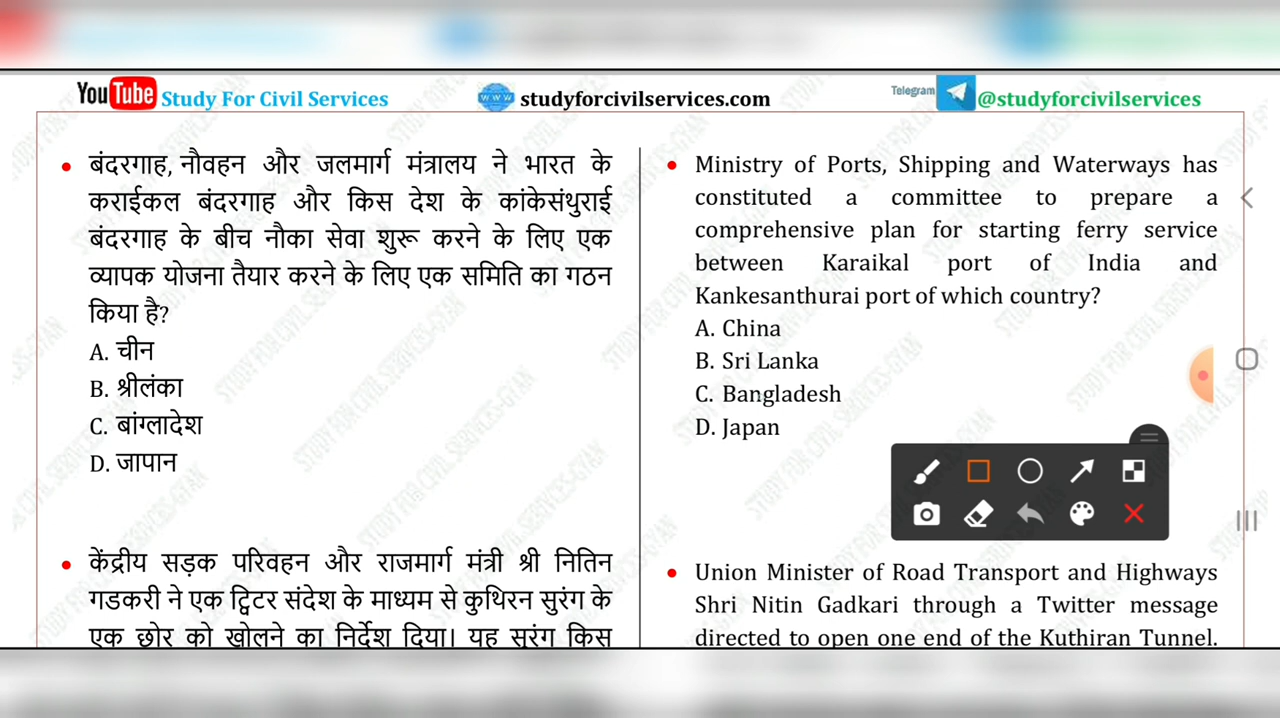 YouTube Study For Civil Services
www studyforcivilservices.com
Telegram @studyforcivilservices
• बंदरगाह, नौवहन और जलमार्ग मंत्रालय ने भारत के
कराईकल बंदरगाह और किस देश के कांकेसंथुराई
बंदरगाह के बीच नौका सेवा शुरू करने के लिए एक
व्यापक योजना तैयार करने के लिए एक समिति का गठन
किया है?
A. चीन
B. श्रीलंका
C. बांग्लादेश
D. जापान
• केंद्रीय सड़क परिवहन और राजमार्ग मंत्री श्री नितिन
गडकरी ने एक ट्विटर संदेश के माध्यम से कुथिरन सुरंग के
एक छोर को खोलने का निर्देश दिया। यह सुरंग किस
• Ministry of Ports, Shipping and Waterways has
constituted a committee to prepare a
comprehensive plan for starting ferry service
between Karaikal port of India and
Kankesanthurai port of which country?
A. China
B. Sri Lanka
C. Bangladesh
D. Japan
• Union Minister of Road Transport and Highways
Shri Nitin Gadkari through a Twitter message
directed to open one end of the Kuthiran Tunnel.